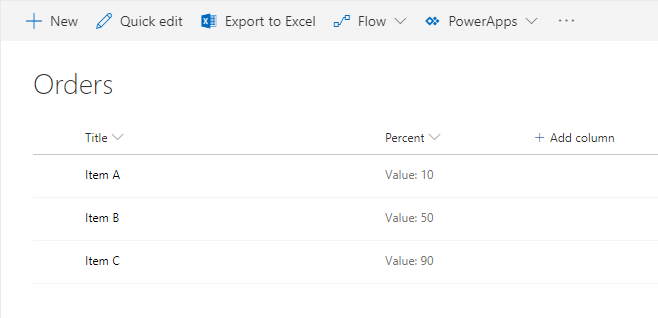 New Quick edit Export to Excel Flow PowerApps ...
Orders
Title Percent + Add column
Item A Value: 10
Item B Value: 50
Item C Value: 90